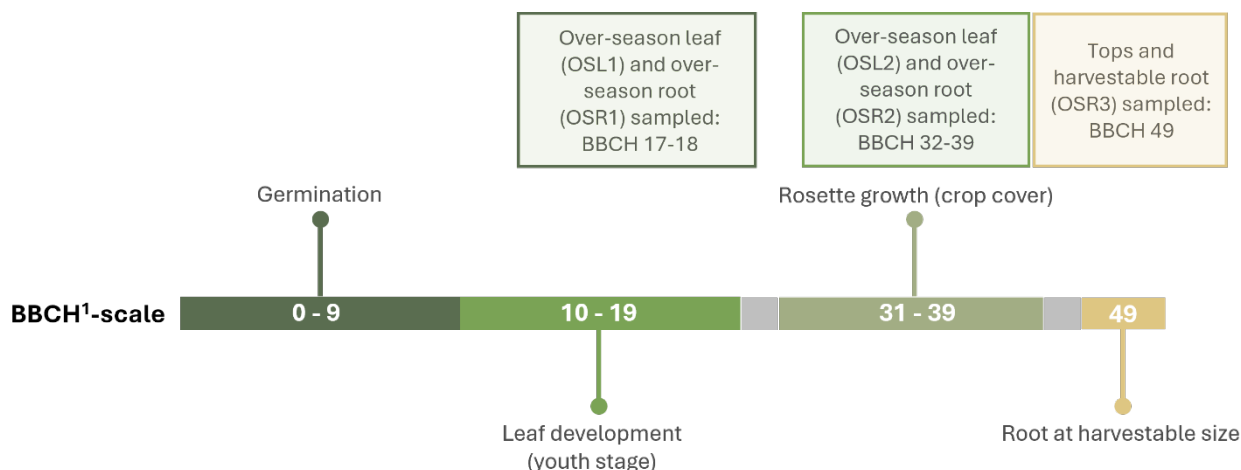 Over-season leaf
(OSL1) and over-
season root
(OSR1) sampled:
BBCH 17-18
Over-season leaf
(OSL2) and over-
season root
(OSR2) sampled:
BBCH 32-39
Tops and
harvestable root
(OSR3) sampled:
BBCH 49
Germination
Rosette growth (crop cover)
BBCH¹-scale
0 - 9
10 - 19
31 - 39
49
Leaf development
(youth stage)
Root at harvestable size